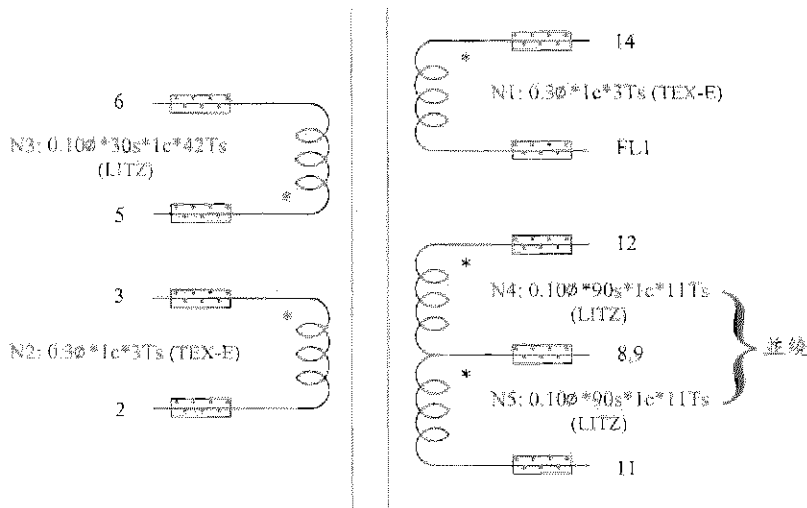 6
N3: 0.10ø*30s*1c*42Ts
(LITZ)
*
5
3
*
N2: 0.3ø*1c*3Ts (TEX-E)
2
14
*
N1: 0.3ø*1c*3Ts (TEX-E)
FL1
12
*
N4: 0.10ø*90s*1c*11Ts
(LITZ)
8,9
*
N5: 0.10ø*90s*1c*11Ts
(LITZ)
11
並绕